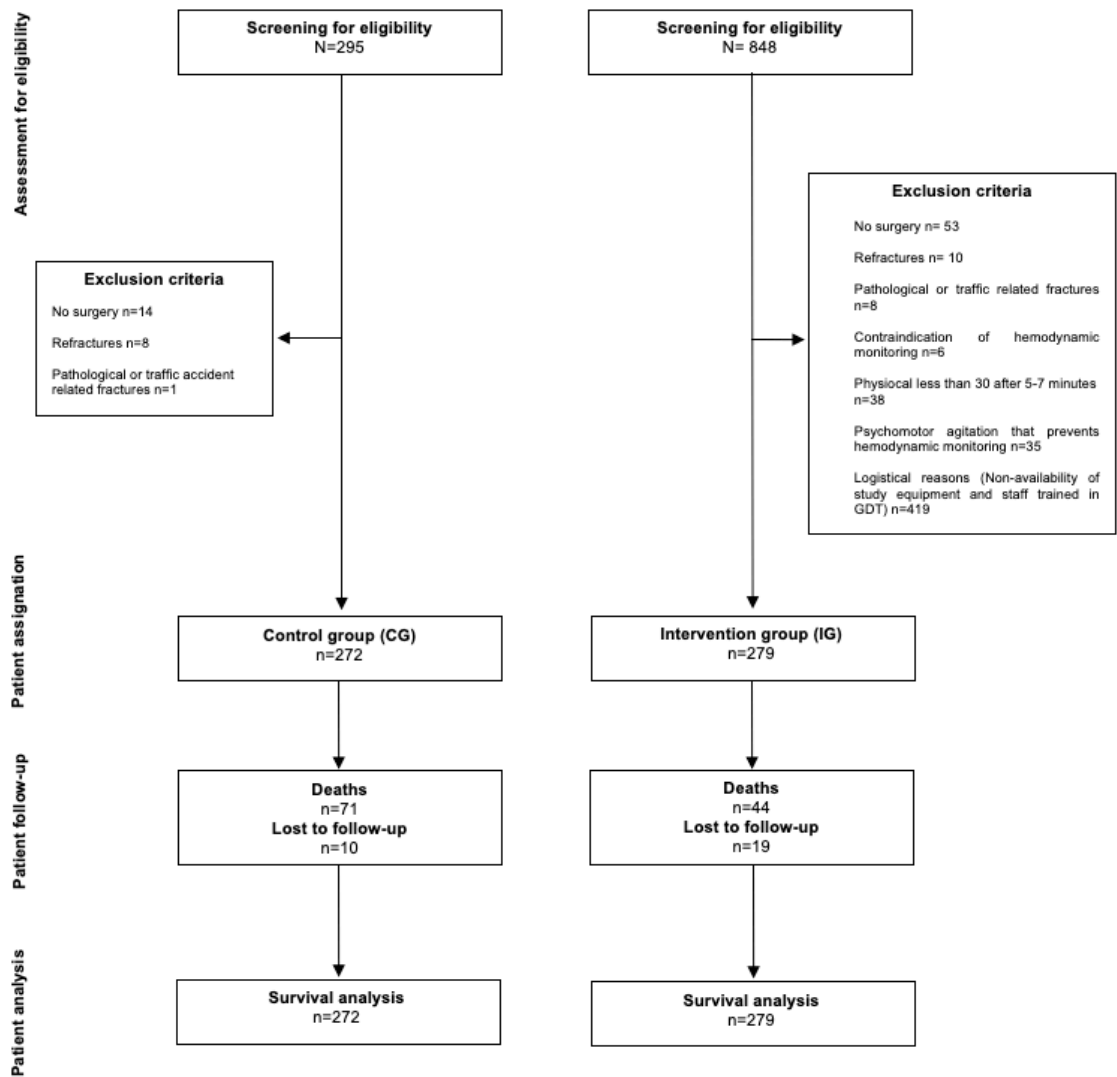 Assessment for eligibility
Screening for eligibility
N=295
Screening for eligibility
N= 848
Exclusion criteria
No surgery n=14
Refractures n=8
Pathological or traffic accident
related fractures n=1
Exclusion criteria
No surgery n= 53
Refractures n= 10
Pathological or traffic related fractures
n=8
Contraindication of hemodynamic
monitoring n=6
Physiocal less than 30 after 5-7 minutes
n=38
Psychomotor agitation that prevents
hemodynamic monitoring n=35
Logistical reasons (Non-availability of
study equipment and staff trained in
GDT) n=419
Patient assignation
Control group (CG)
n=272
Intervention group (IG)
n=279
Patient follow-up
Deaths
n=71
Lost to follow-up
n=10
Deaths
n=44
Lost to follow-up
n=19
Patient analysis
Survival analysis
n=272
Survival analysis
n=279